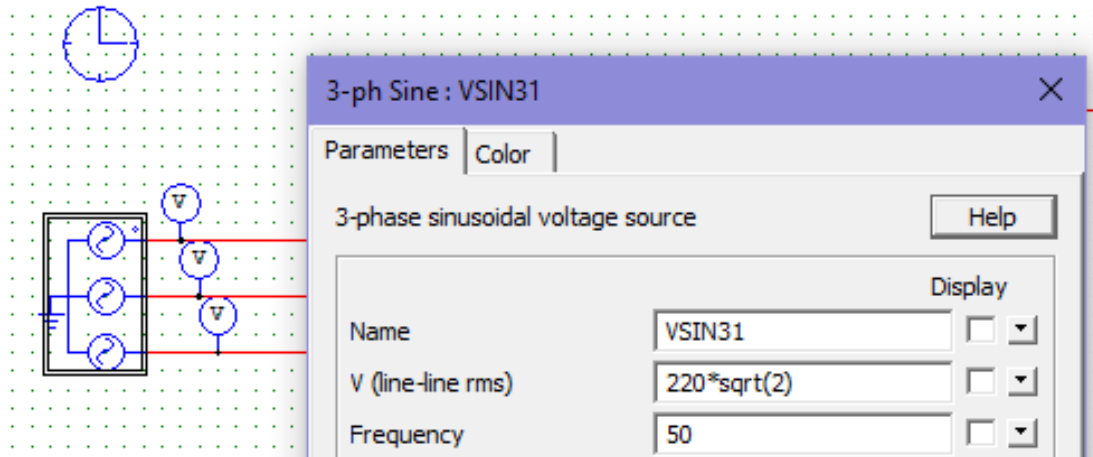 3-ph Sine : VSIN31
Parameters
Color
3-phase sinusoidal voltage source
Help
Display
Name
VSIN31
V (line-line rms)
220*sqrt(2)
Frequency
50
V
V
V